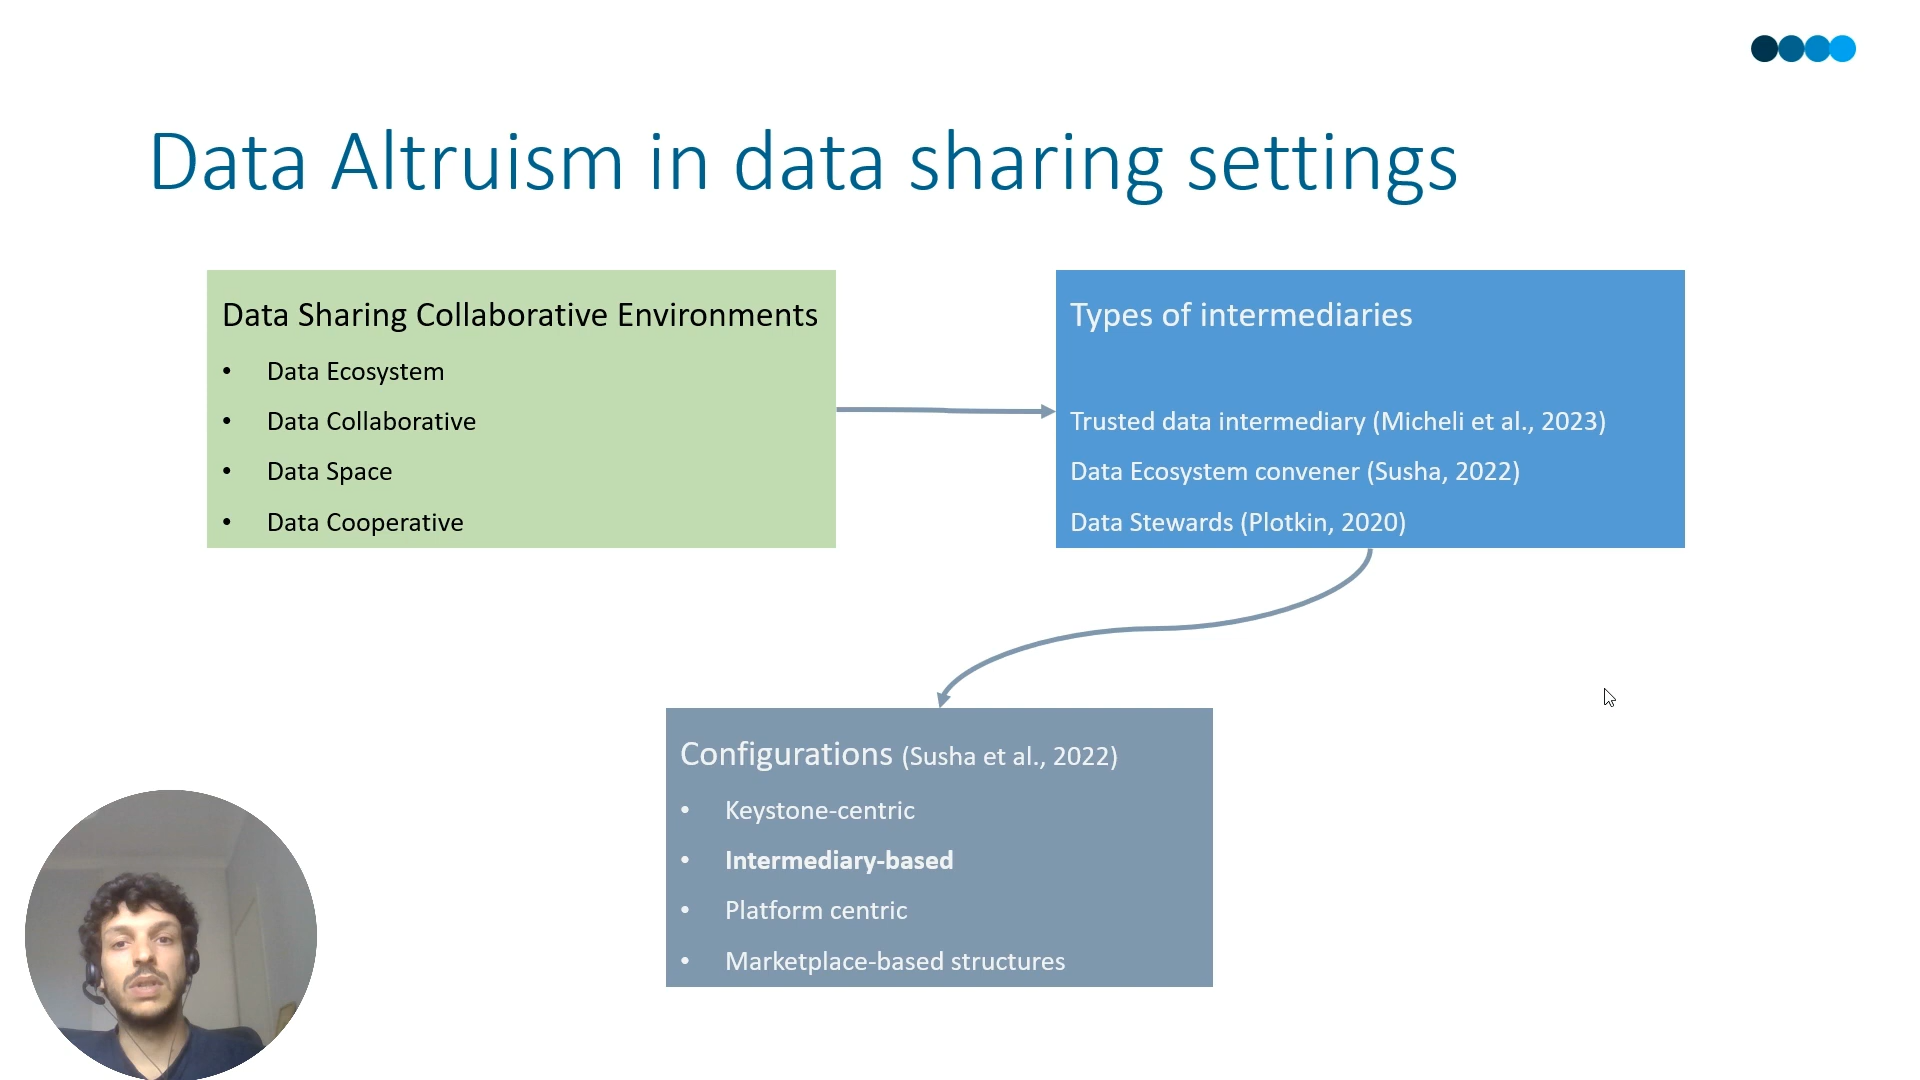 Data Altruism in data sharing settings
Data Sharing Collaborative Environments
• Data Ecosystem
• Data Collaborative
• Data Space
• Data Cooperative
Types of intermediaries
Trusted data intermediary (Micheli et al., 2023)
Data Ecosystem convener (Susha, 2022)
Data Stewards (Plotkin, 2020)
Configurations (Susha et al., 2022)
• Keystone-centric
• Intermediary-based
• Platform centric
• Marketplace-based structures